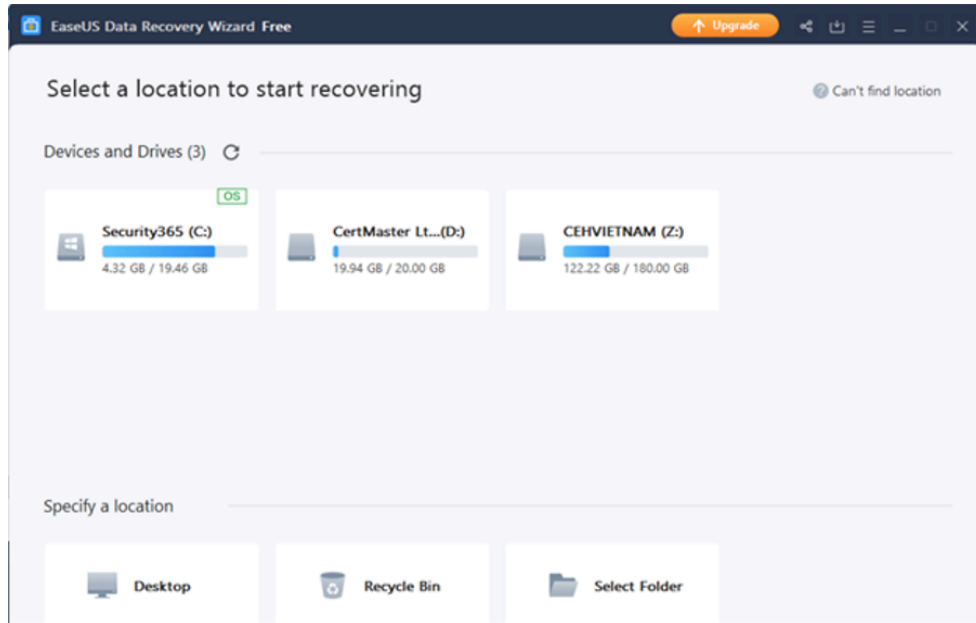 EaseUS Data Recovery Wizard Free
Upgrade
Select a location to start recovering
Can't find location
Devices and Drives (3)
OS
Security365 (C:)
4.32 GB / 19.46 GB
CertMaster Lt...(D:)
19.94 GB / 20.00 GB
CEHVIETNAM (Z:)
122.22 GB / 180.00 GB
Specify a location
Desktop
Recycle Bin
Select Folder